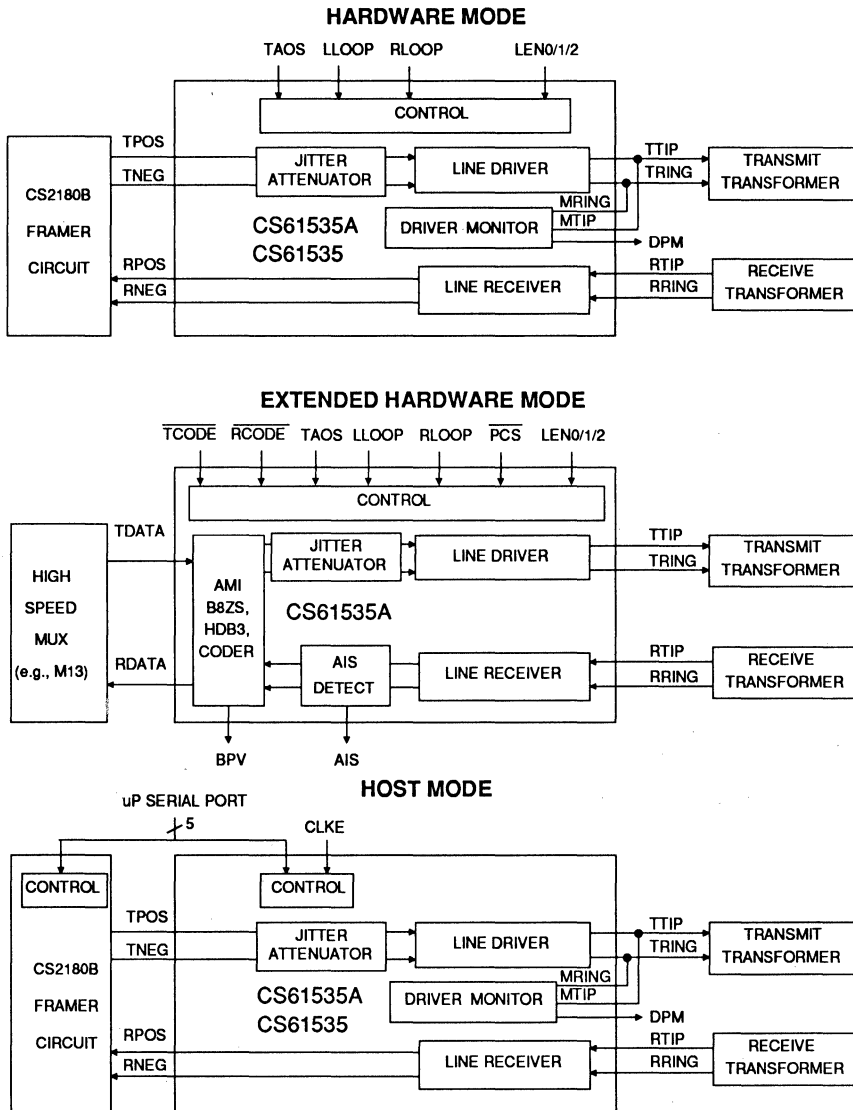 HARDWARE MODE
TAOS LLOOP RLOOP LEN0/1/2
CONTROL
TPOS
TNEG
CS2180B
FRAMER
CIRCUIT
JITTER
ATTENUATOR
LINE DRIVER
TTIP
TRING
TRANSMIT
TRANSFORMER
MRING
MTIP
DRIVER MONITOR
DPM
CS61535A
CS61535
RPOS
RNEG
LINE RECEIVER
RTIP
RRING
RECEIVE
TRANSFORMER
EXTENDED HARDWARE MODE
TCODE RCODE TAOS LLOOP RLOOP PCS LEN0/1/2
CONTROL
TDATA
HIGH
SPEED
MUX
(e.g., M13)
RDATA
AMI
B8ZS,
HDB3,
CODER
JITTER
ATTENUATOR
LINE DRIVER
TTIP
TRING
TRANSMIT
TRANSFORMER
CS61535A
AIS
DETECT
LINE RECEIVER
RTIP
RRING
RECEIVE
TRANSFORMER
BPV
AIS
HOST MODE
uP SERIAL PORT
5
CLKE
CONTROL
CONTROL
TPOS
TNEG
CS2180B
FRAMER
CIRCUIT
JITTER
ATTENUATOR
LINE DRIVER
TTIP
TRING
TRANSMIT
TRANSFORMER
MRING
MTIP
DRIVER MONITOR
DPM
CS61535A
CS61535
RPOS
RNEG
LINE RECEIVER
RTIP
RRING
RECEIVE
TRANSFORMER